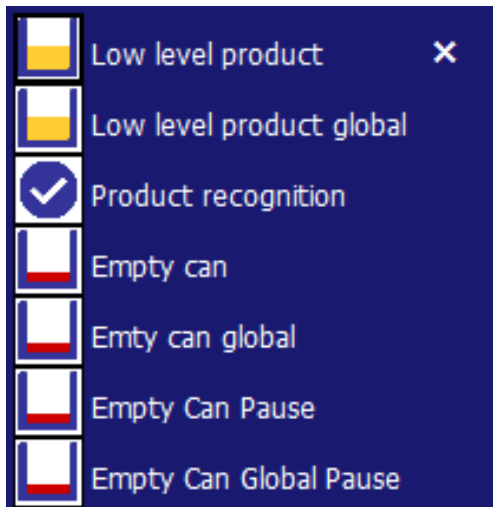 Low level product ×
Low level product global
Product recognition
Empty can
Emty can global
Empty Can Pause
Empty Can Global Pause